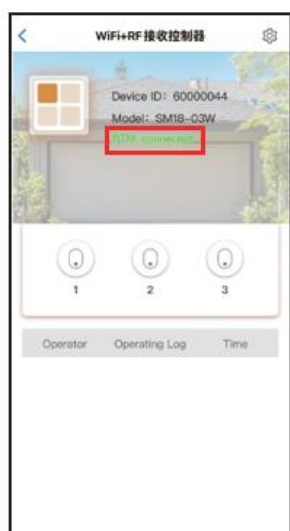 WiFi+RF接收控制器
Device ID: 60000044
Model: SM18-03W
connected
1 2 3
Operator Operating Log Time